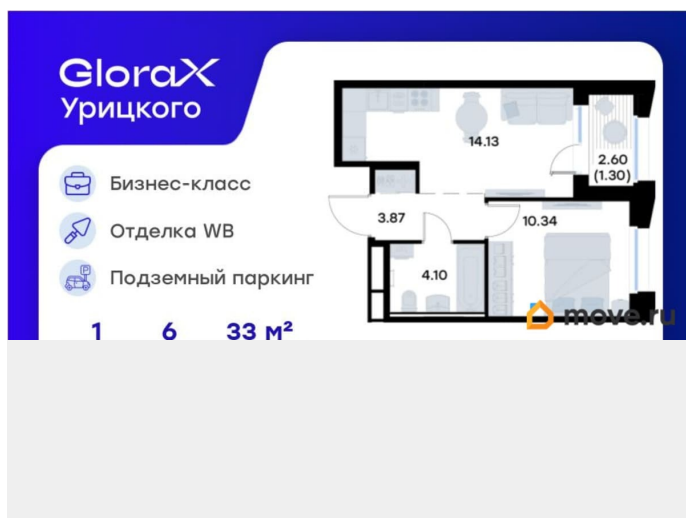 GloraX
Урицкого
Бизнес-класс
Отделка WB
Подземный паркинг
1 6 33 м²
14.13
2.60
(1.30)
3.87
10.34
4.10
move.ru